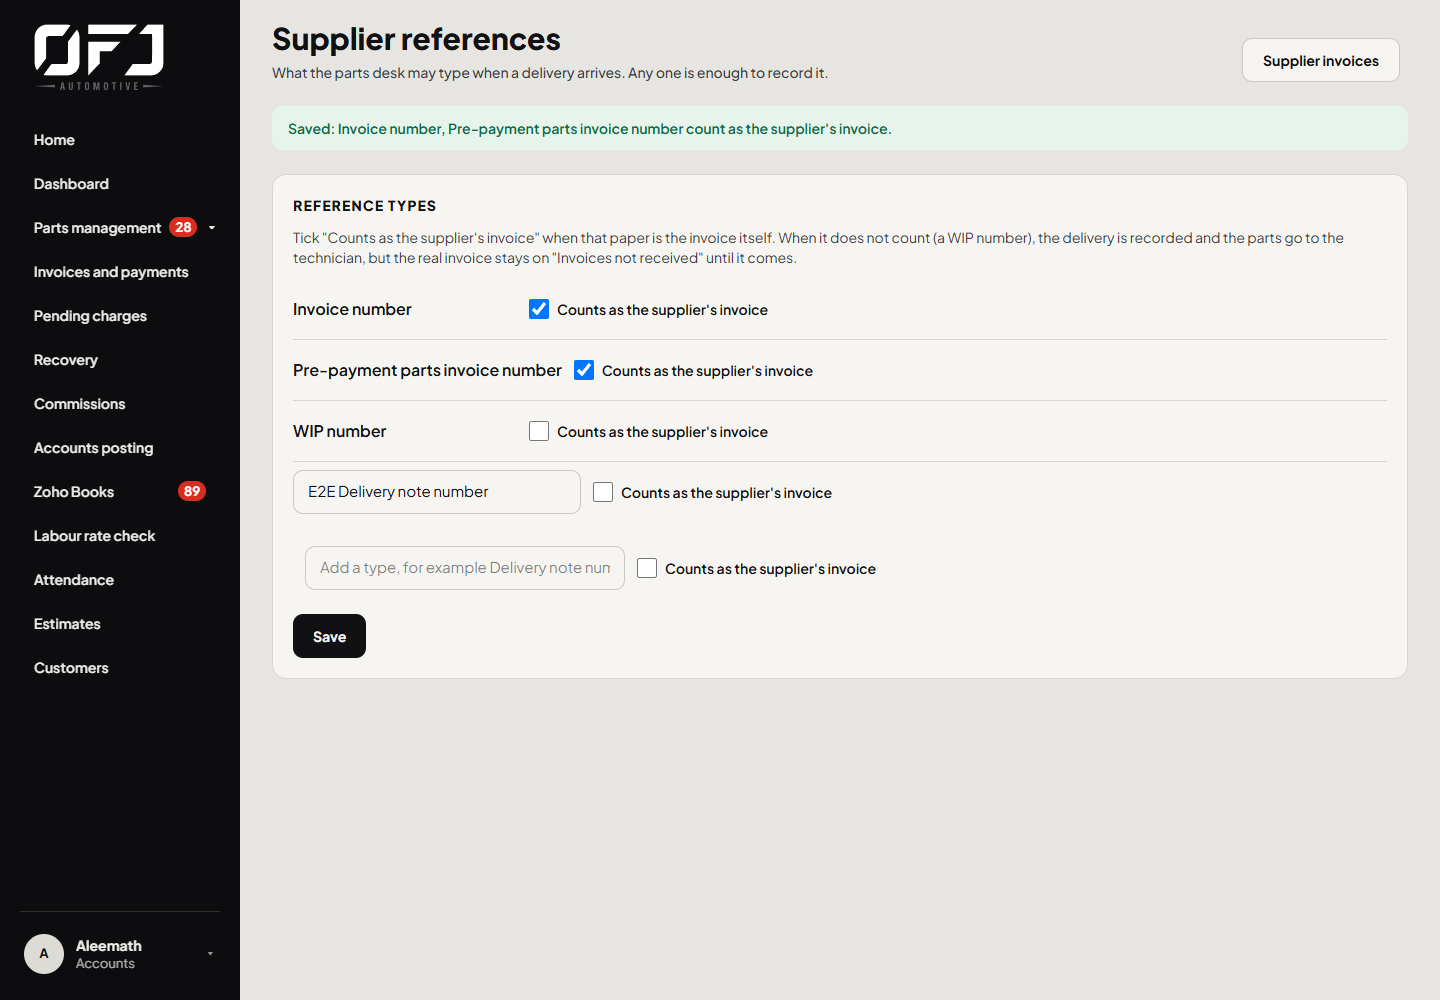 OFJ
AUTOMOTIVE
Home
Dashboard
Parts management 28
Invoices and payments
Pending charges
Recovery
Commissions
Accounts posting
Zoho Books 89
Labour rate check
Attendance
Estimates
Customers
A
Aleemath
Accounts
Supplier references
What the parts desk may type when a delivery arrives. Any one is enough to record it.
Supplier invoices
Saved: Invoice number, Pre-payment parts invoice number count as the supplier's invoice.
REFERENCE TYPES
Tick "Counts as the supplier's invoice" when that paper is the invoice itself. When it does not count (a WIP number), the delivery is recorded and the parts go to the
technician, but the real invoice stays on "Invoices not received" until it comes.
Invoice number Counts as the supplier's invoice
Pre-payment parts invoice number Counts as the supplier's invoice
WIP number Counts as the supplier's invoice
E2E Delivery note number Counts as the supplier's invoice
Add a type, for example Delivery note num Counts as the supplier's invoice
Save